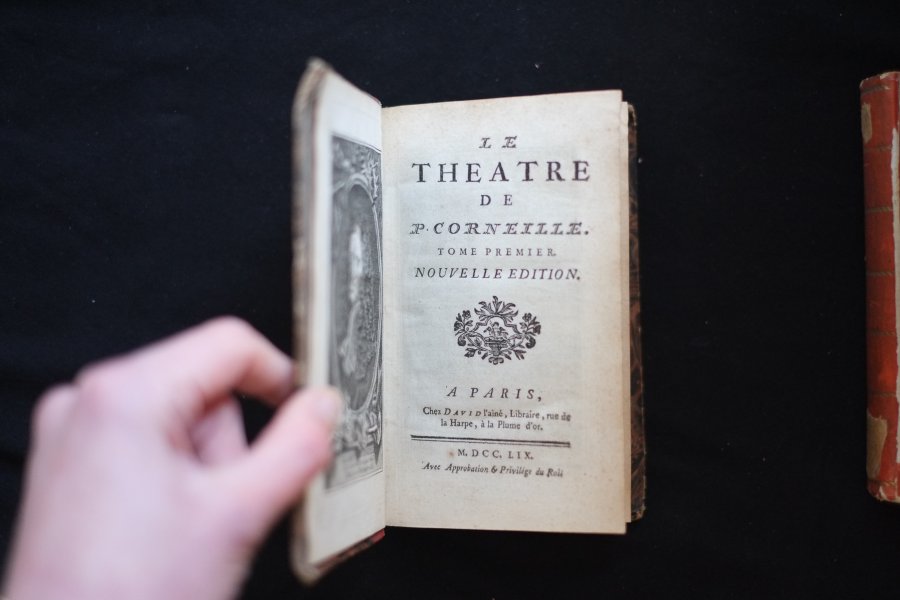 LE
THEATRE
DE
P. CORNEILLE.
TOME PREMIER.
NOUVELLE EDITION.
A PARIS,
Chez DAVID l'aîné, Libraire, rue de
la Harpe, à la Plume d'or.
M. DCC. LIX.
Avec Approbation & Privilége du Roi.